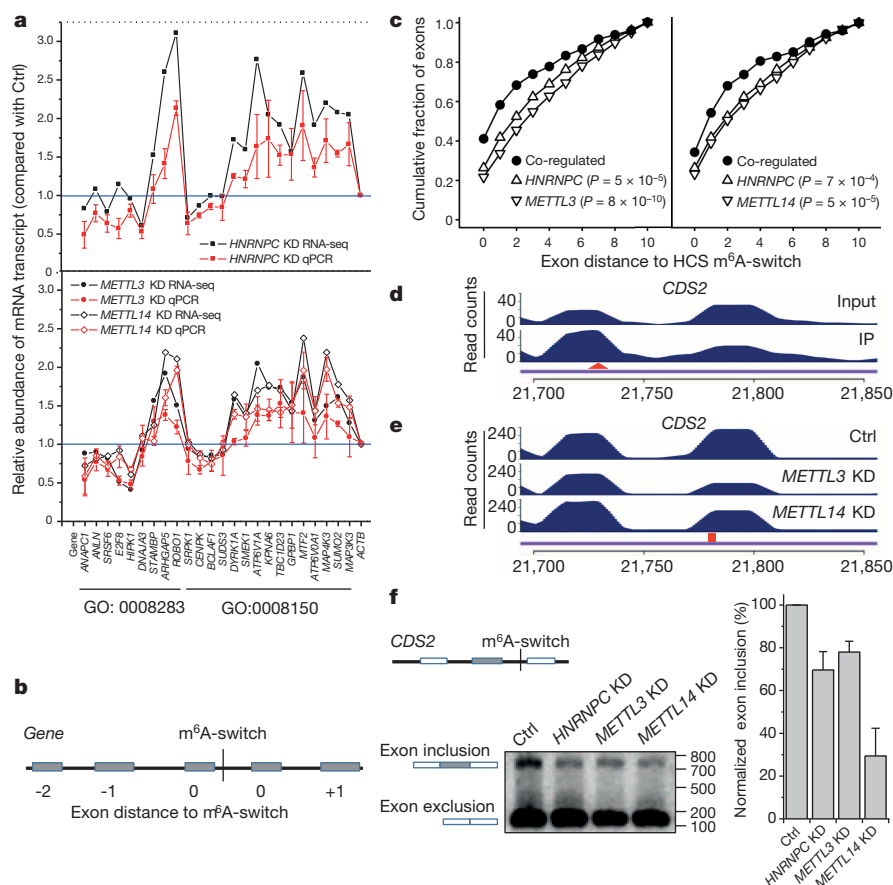 a
Relative abundance of mRNA transcript (compared with Ctrl)
3.0
2.5
2.0
1.5
1.0
0.5
0
HNRNPC KD RNA-seq
HNRNPC KD qPCR
METTL3 KD RNA-seq
METTL3 KD qPCR
METTL14 KD RNA-seq
METTL14 KD qPCR
3.0
2.5
2.0
1.5
1.0
0.5
0
Gene
ANAPC1
ANLN
SRSF6
E2F8
HIPK1
DNAJA3
STAMBP
ARHGAP5
ROBO1
SRPK1
CENPK
BCLAF1
SUDS3
DYRK1A
SMEK1
ATP6V1A
KPNA6
TBC1D23
GPBP1
MTF2
ATP6V0A1
MAP4K3
SUMO2
MAP3K3
ACTB
GO: 0008283
GO:0008150
b
Gene
m⁶A-switch
-2 -1 0 0 +1
Exon distance to m⁶A-switch
c
Cumulative fraction of exons
1.0
0.8
0.6
0.4
0.2
0
Co-regulated
HNRNPC (P = 5 × 10⁻⁵)
METTL3 (P = 8 × 10⁻¹⁰)
Co-regulated
HNRNPC (P = 7 × 10⁻⁴)
METTL14 (P = 5 × 10⁻⁵)
0 2 4 6 8 10 0 2 4 6 8 10
Exon distance to HCS m⁶A-switch
d
CDS2
Read counts
40
0
Input
40
0
IP
21,700 21,750 21,800 21,850
e
CDS2
Read counts
240
0
Ctrl
240
0
METTL3 KD
240
0
METTL14 KD
21,700 21,750 21,800 21,850
f
CDS2
m⁶A-switch
Ctrl
HNRNPC KD
METTL3 KD
METTL14 KD
Exon inclusion
Exon exclusion
800
700
500
200
100
Normalized exon inclusion (%)
100
80
60
40
20
0
Ctrl
HNRNPC KD
METTL3 KD
METTL14 KD